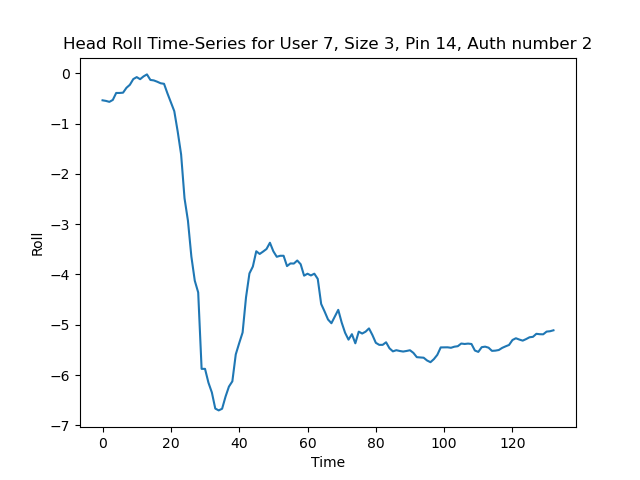 Head Roll Time-Series for User 7, Size 3, Pin 14, Auth number 2
0
−1
−2
−3
−4
−5
−6
−7
Roll
0 20 40 60 80 100 120
Time